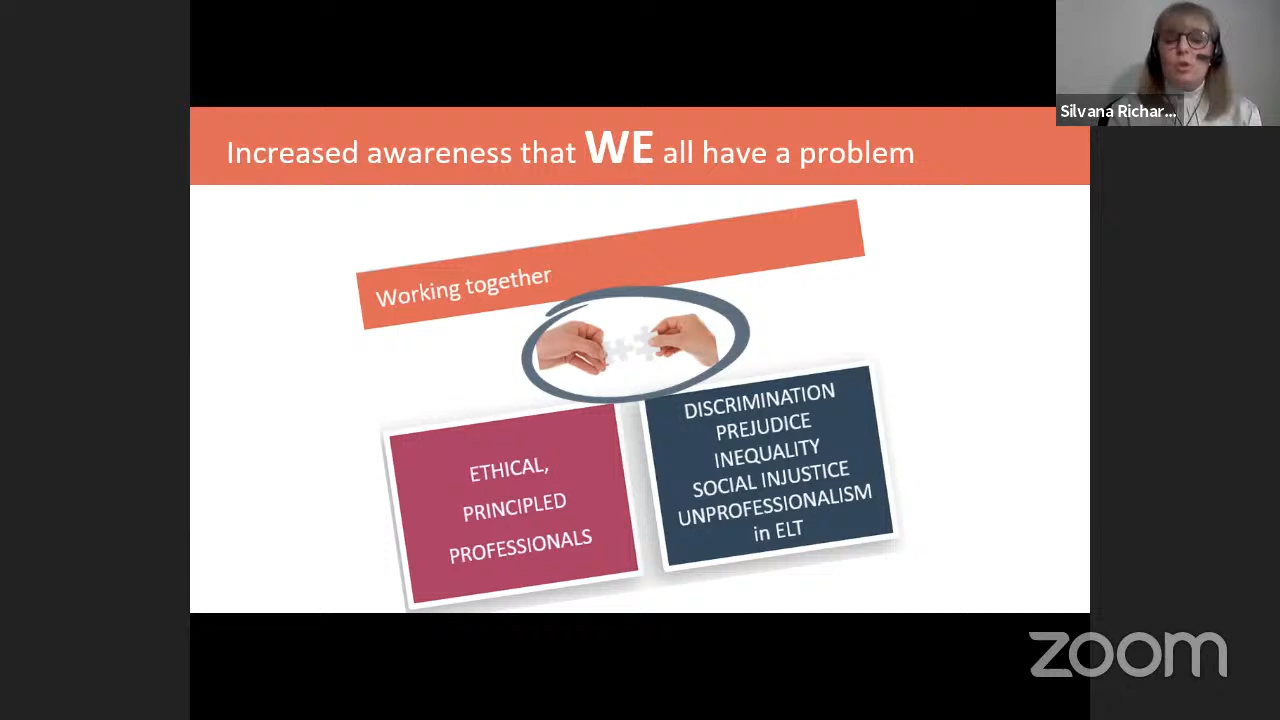 Silvana Richar...
Increased awareness that WE all have a problem
Working together
ETHICAL,
PRINCIPLED
PROFESSIONALS
DISCRIMINATION
PREJUDICE
INEQUALITY
SOCIAL INJUSTICE
UNPROFESSIONALISM
in ELT
zoom